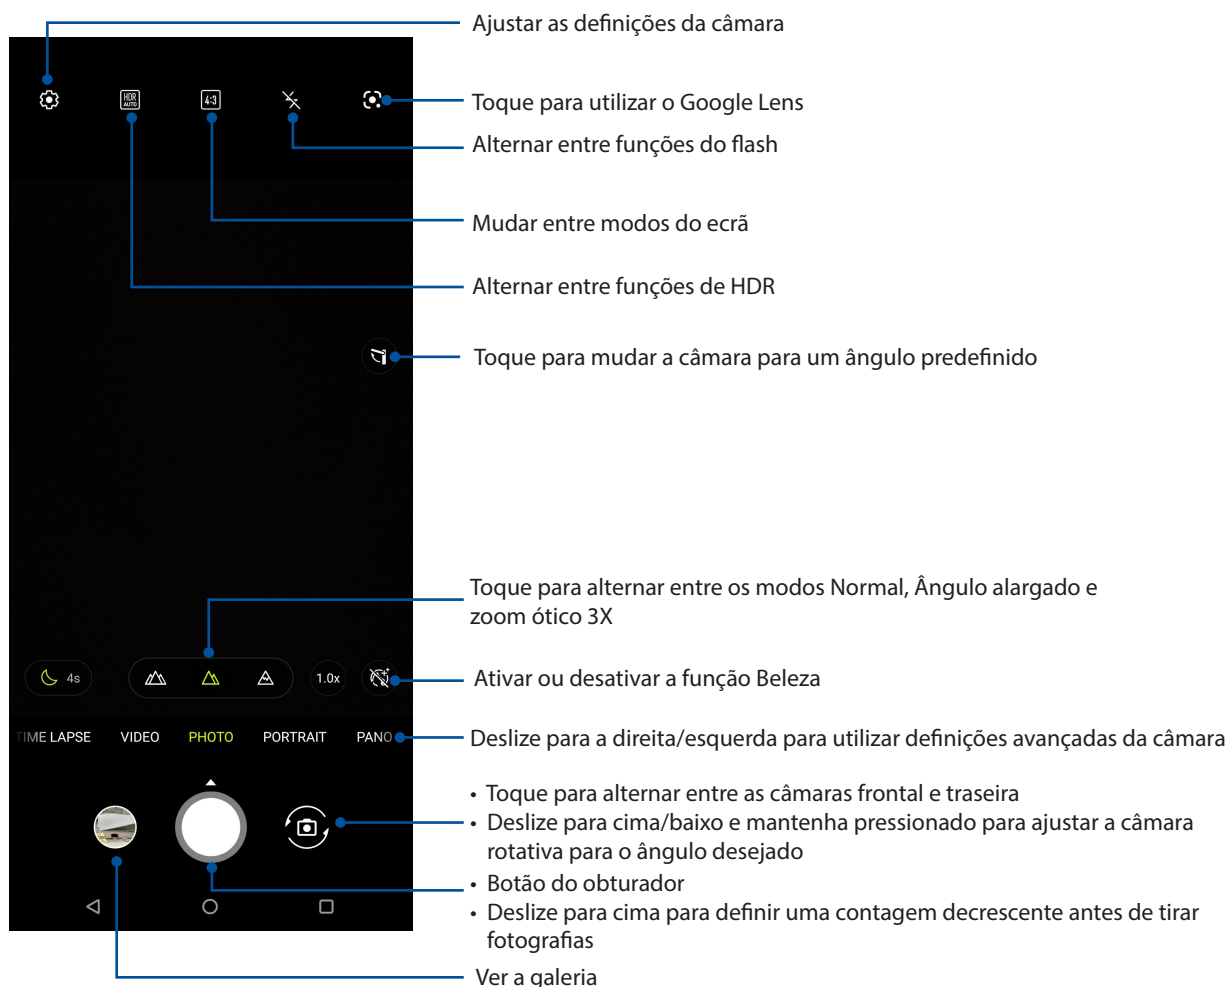 Ajustar as definições da câmara
HDR
AUTO
4:3
Toque para utilizar o Google Lens
Alternar entre funções do flash
Mudar entre modos do ecrã
Alternar entre funções de HDR
Toque para mudar a câmara para um ângulo predefinido
Toque para alternar entre os modos Normal, Ângulo alargado e
zoom ótico 3X
4s
1.0x
Ativar ou desativar a função Beleza
TIME LAPSE VIDEO PHOTO PORTRAIT PANO
Deslize para a direita/esquerda para utilizar definições avançadas da câmara
• Toque para alternar entre as câmaras frontal e traseira
• Deslize para cima/baixo e mantenha pressionado para ajustar a câmara
rotativa para o ângulo desejado
• Botão do obturador
• Deslize para cima para definir uma contagem decrescente antes de tirar
fotografias
Ver a galeria